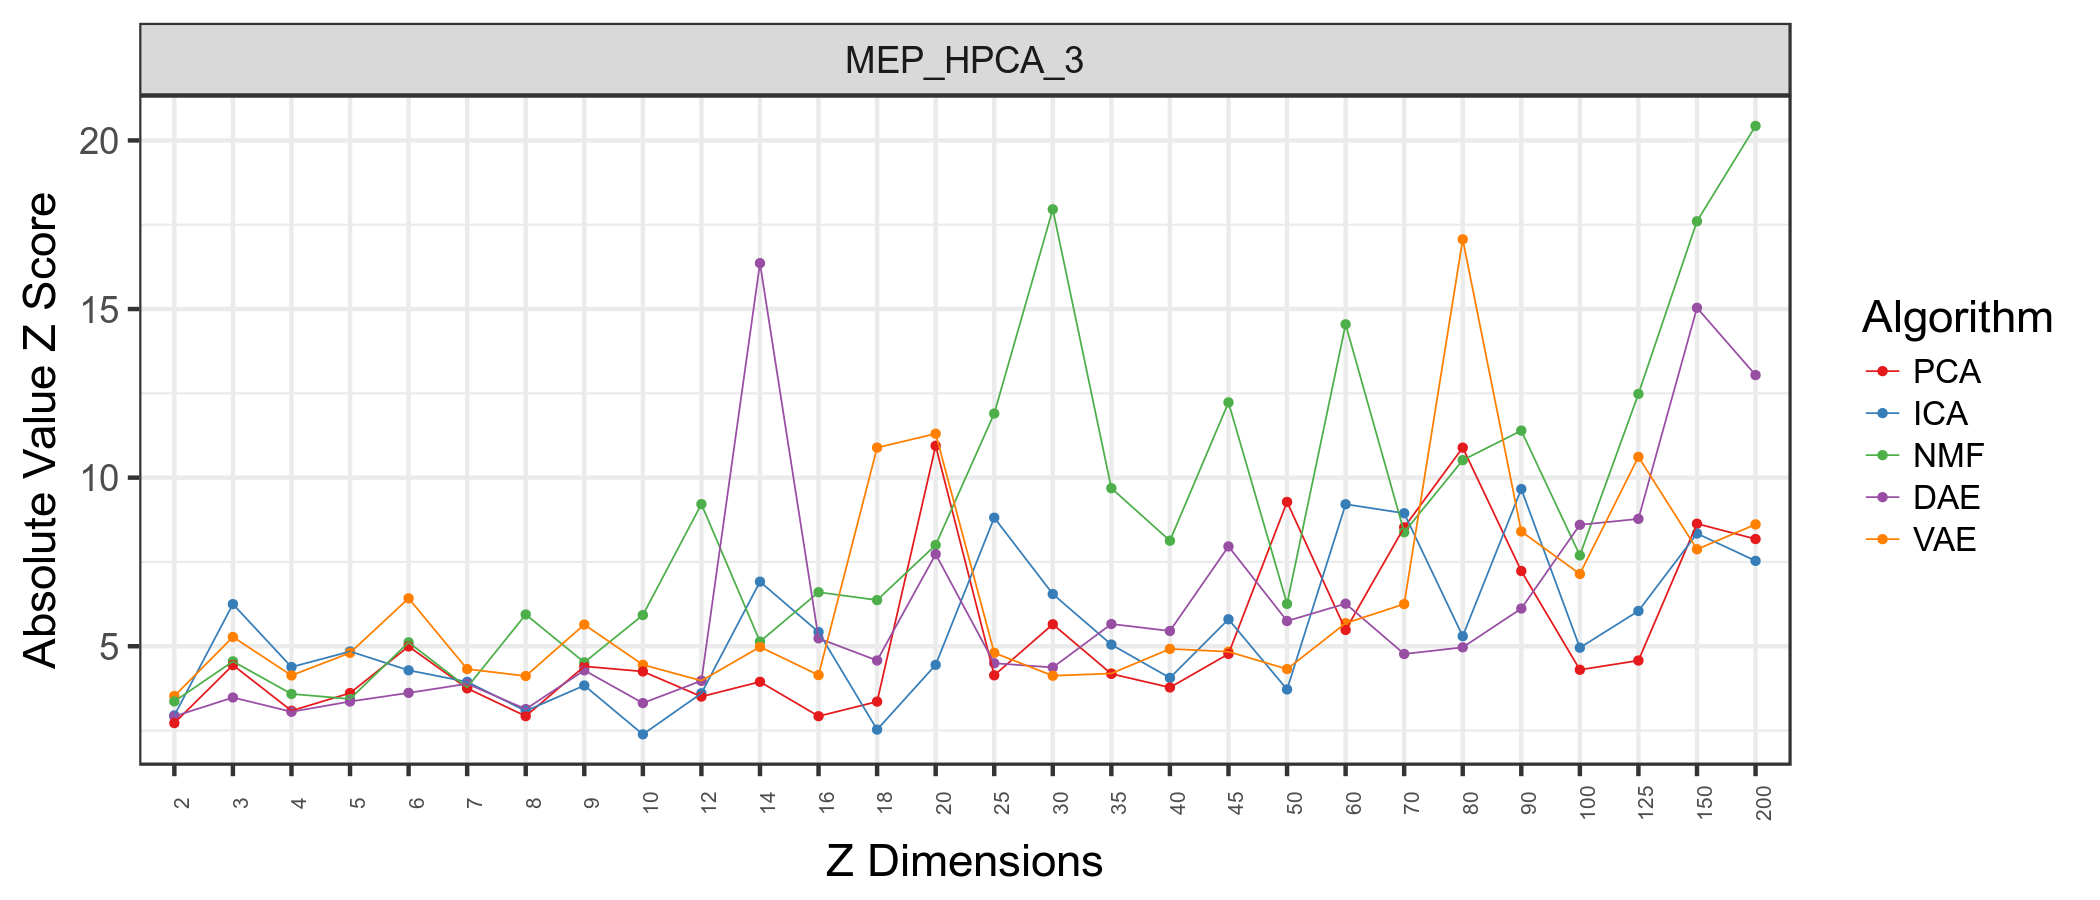 MEP_HPCA_3
Absolute Value Z Score
20
15
10
5
2 3 4 5 6 7 8 9 10 12 14 16 18 20 25 30 35 40 45 50 60 70 80 90 100 125 150 200
Z Dimensions
Algorithm
PCA
ICA
NMF
DAE
VAE